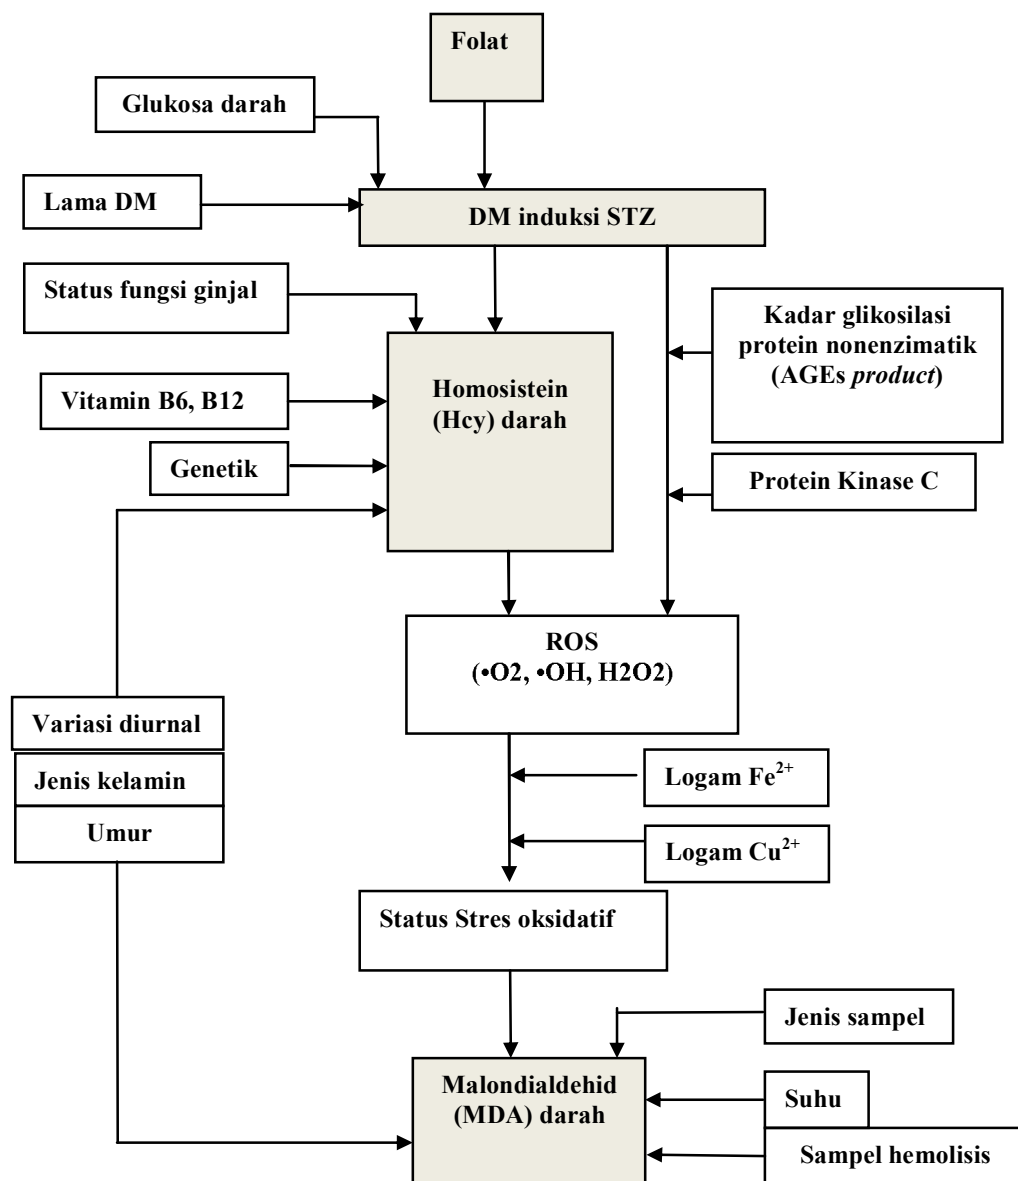 Folat
Glukosa darah
Lama DM
DM induksi STZ
Status fungsi ginjal
Kadar glikosilasi
protein nonenzimatik
(AGEs product)
Homosistein
(Hcy) darah
Vitamin B6, B12
Genetik
Protein Kinase C
ROS
(•O2, •OH, H2O2)
Variasi diurnal
Jenis kelamin
Umur
Logam Fe²⁺
Logam Cu²⁺
Status Stres oksidatif
Jenis sampel
Malondialdehid
(MDA) darah
Suhu
Sampel hemolisis